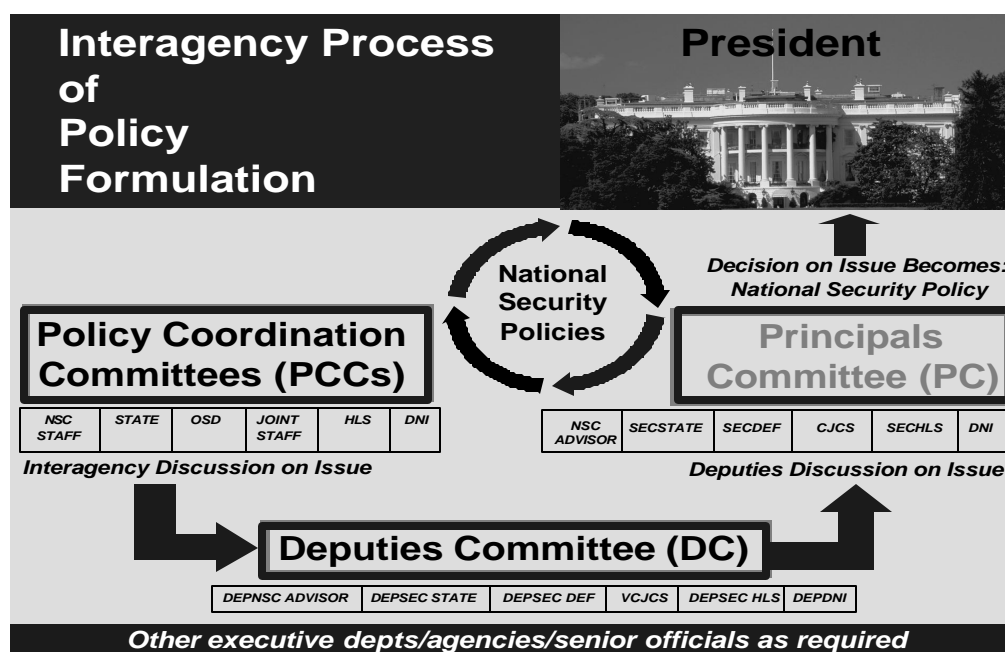 Interagency Process
of
Policy
Formulation
President
National
Security
Policies
Decision on Issue Becomes:
National Security Policy
Policy Coordination
Committees (PCCs)
Principals
Committee (PC)
NSC
STAFF
STATE
OSD
JOINT
STAFF
HLS
DNI
NSC
ADVISOR
SECSTATE
SECDEF
CJCS
SECHLS
DNI
Interagency Discussion on Issue
Deputies Discussion on Issue
Deputies Committee (DC)
DEPNSC ADVISOR
DEPSEC STATE
DEPSEC DEF
VCJCS
DEPSEC HLS
DEPDNI
Other executive depts/agencies/senior officials as required